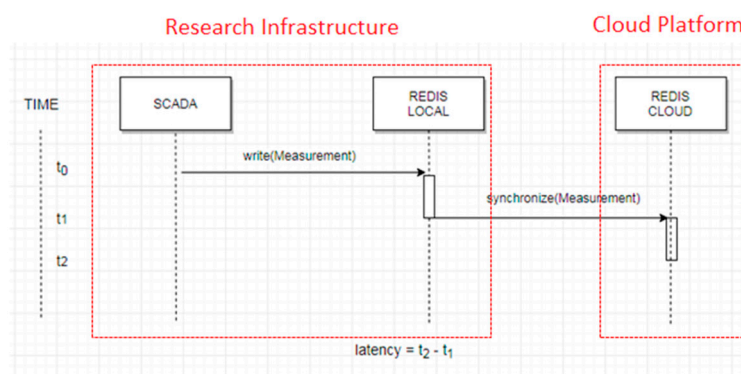 Research Infrastructure
Cloud Platform
TIME
SCADA
REDIS
LOCAL
REDIS
CLOUD
t0
write(Measurement)
synchronize(Measurement)
t1
t2
latency = t2 - t1